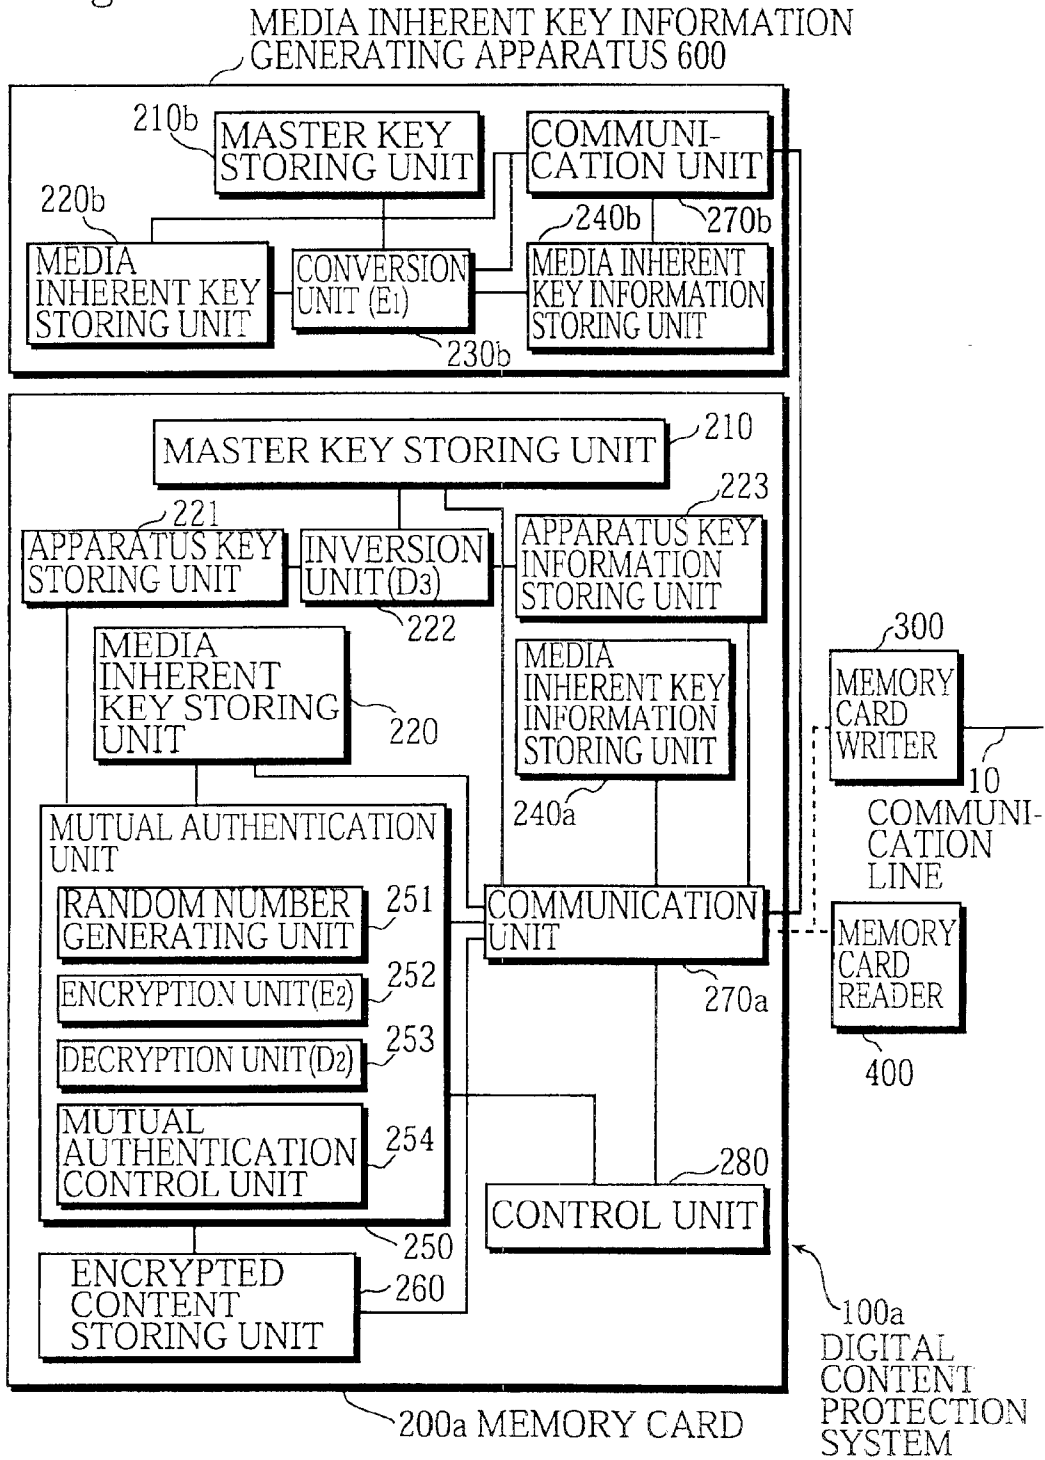 MEDIA INHERENT KEY INFORMATION
GENERATING APPARATUS 600
210b
MASTER KEY
STORING UNIT
COMMUNI-
CATION UNIT
220b
240b
270b
MEDIA
INHERENT KEY
STORING UNIT
CONVERSION
UNIT (E1)
MEDIA INHERENT
KEY INFORMATION
STORING UNIT
230b
MASTER KEY STORING UNIT
210
221
223
APPARATUS KEY
STORING UNIT
INVERSION
UNIT(D3)
APPARATUS KEY
INFORMATION
STORING UNIT
222
MEDIA
INHERENT
KEY STORING
UNIT
220
MEDIA
INHERENT KEY
INFORMATION
STORING UNIT
240a
300
MEMORY
CARD
WRITER
10
COMMUNI-
CATION
LINE
MUTUAL AUTHENTICATION
UNIT
RANDOM NUMBER
GENERATING UNIT
251
COMMUNICATION
UNIT
270a
MEMORY
CARD
READER
400
ENCRYPTION UNIT(E2)
252
DECRYPTION UNIT(D2)
253
MUTUAL
AUTHENTICATION
CONTROL UNIT
254
280
CONTROL UNIT
250
ENCRYPTED
CONTENT
STORING UNIT
260
100a
DIGITAL
CONTENT
PROTECTION
SYSTEM
200a MEMORY CARD